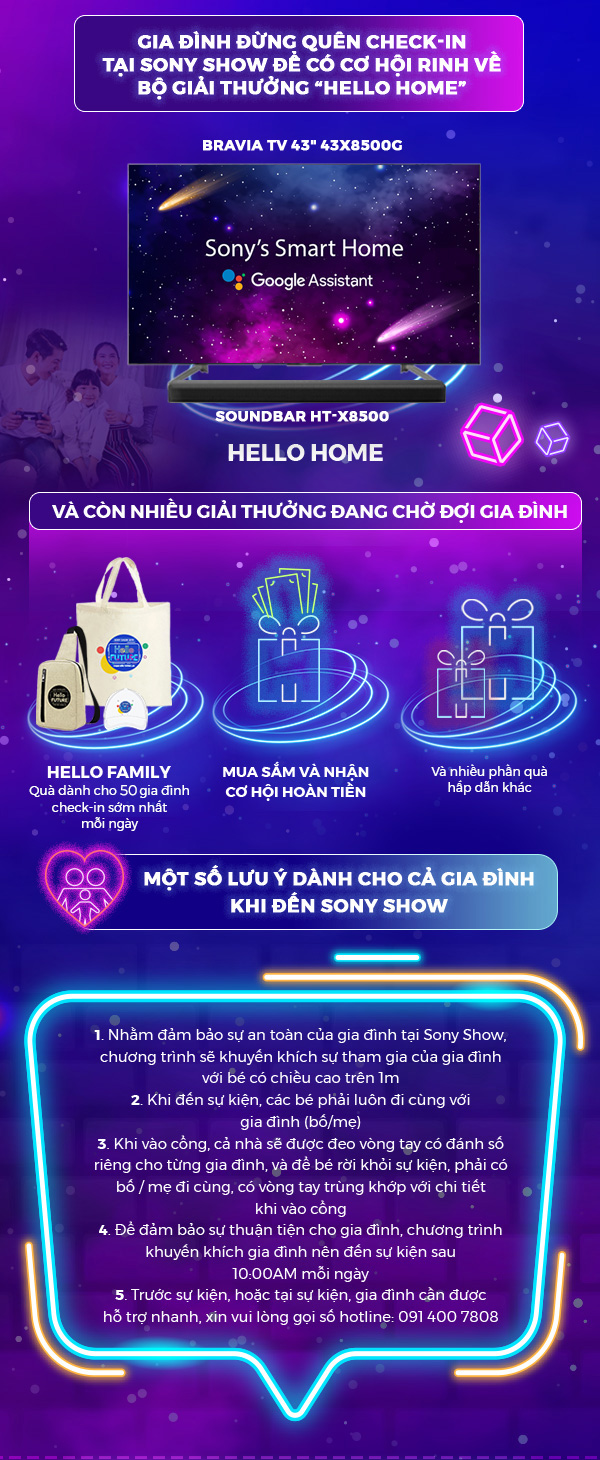 GIA ĐÌNH ĐỪNG QUÊN CHECK-IN
TẠI SONY SHOW ĐỂ CÓ CƠ HỘI RINH VỀ
BỘ GIẢI THƯỞNG “HELLO HOME”
BRAVIA TV 43" 43X8500G
Sony's Smart Home
Google Assistant
SOUNDBAR HT-X8500
HELLO HOME
VÀ CÒN NHIỀU GIẢI THƯỞNG ĐANG CHỜ ĐỢI GIA ĐÌNH
Hello
FUTURE
Hello
FUTURE
HELLO FAMILY
Quà dành cho 50 gia đình
check-in sớm nhất
mỗi ngày
MUA SẮM VÀ NHẬN
CƠ HỘI HOÀN TIỀN
Và nhiều phần quà
hấp dẫn khác
MỘT SỐ LƯU Ý DÀNH CHO CẢ GIA ĐÌNH
KHI ĐẾN SONY SHOW
1. Nhằm đảm bảo sự an toàn của gia đình tại Sony Show,
chương trình sẽ khuyến khích sự tham gia của gia đình
với bé có chiều cao trên 1m
2. Khi đến sự kiện, các bé phải luôn đi cùng với
gia đình (bố/mẹ)
3. Khi vào cổng, cả nhà sẽ được đeo vòng tay có đánh số
riêng cho từng gia đình, và để bé rời khỏi sự kiện, phải có
bố / mẹ đi cùng, có vòng tay trùng khớp với chi tiết
khi vào cổng
4. Để đảm bảo sự thuận tiện cho gia đình, chương trình
khuyến khích gia đình nên đến sự kiện sau
10:00AM mỗi ngày
5. Trước sự kiện, hoặc tại sự kiện, gia đình cần được
hỗ trợ nhanh, xin vui lòng gọi số hotline: 091 400 7808